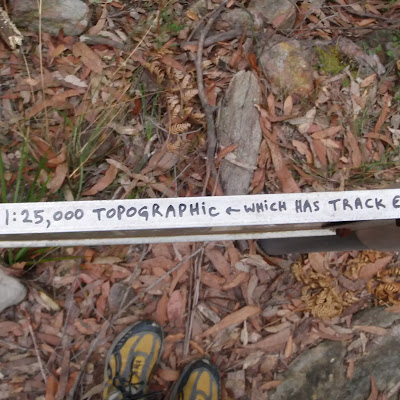 1:25,000 TOPOGRAPHIC ← WHICH HAS TRACK